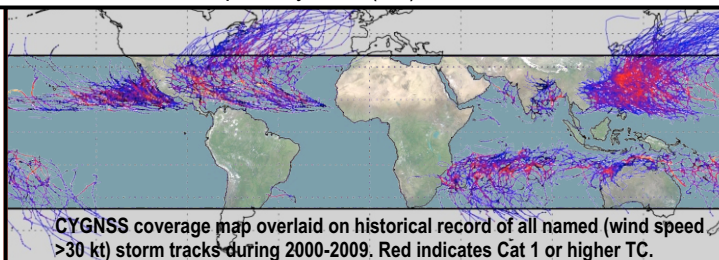 CYGNSS coverage map overlaid on historical record of all named (wind speed
>30 kt) storm tracks during 2000-2009. Red indicates Cat 1 or higher TC.